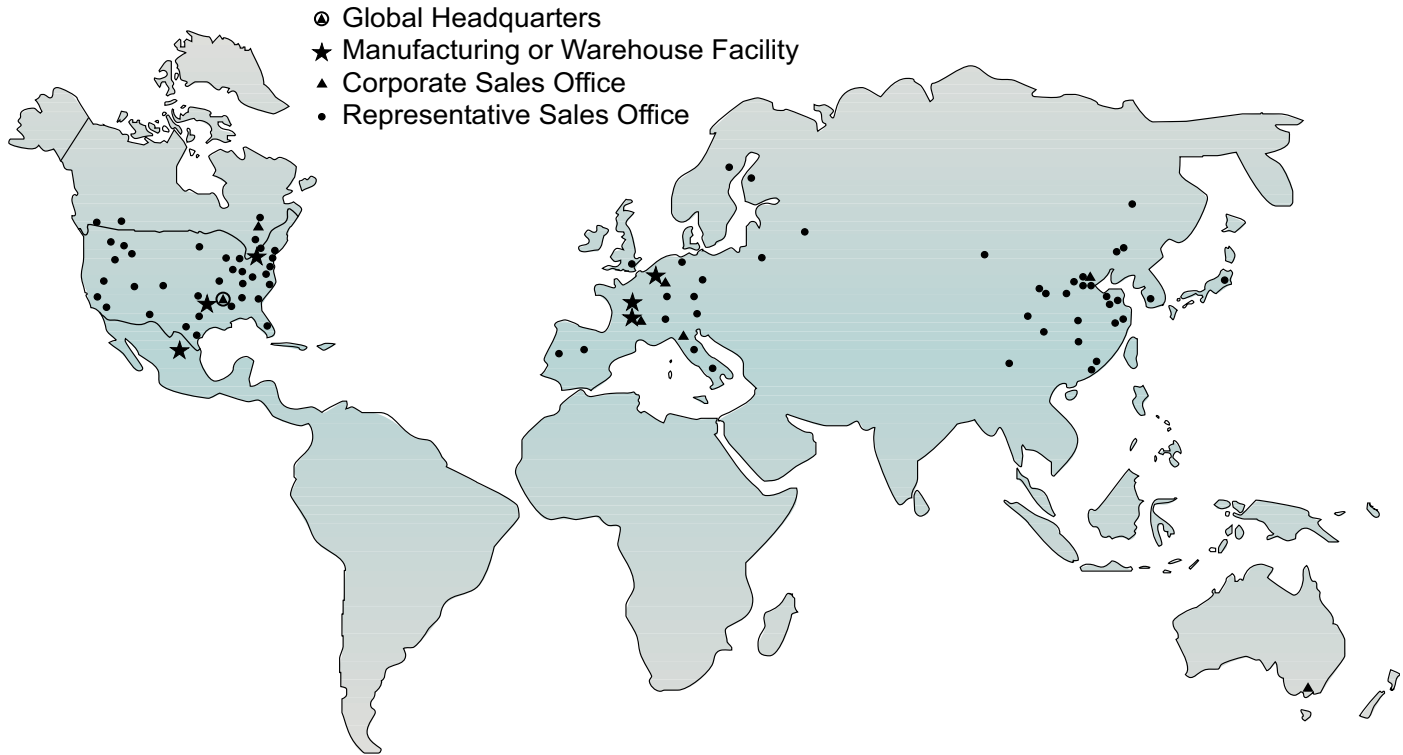 Global Headquarters
Manufacturing or Warehouse Facility
Corporate Sales Office
Representative Sales Office